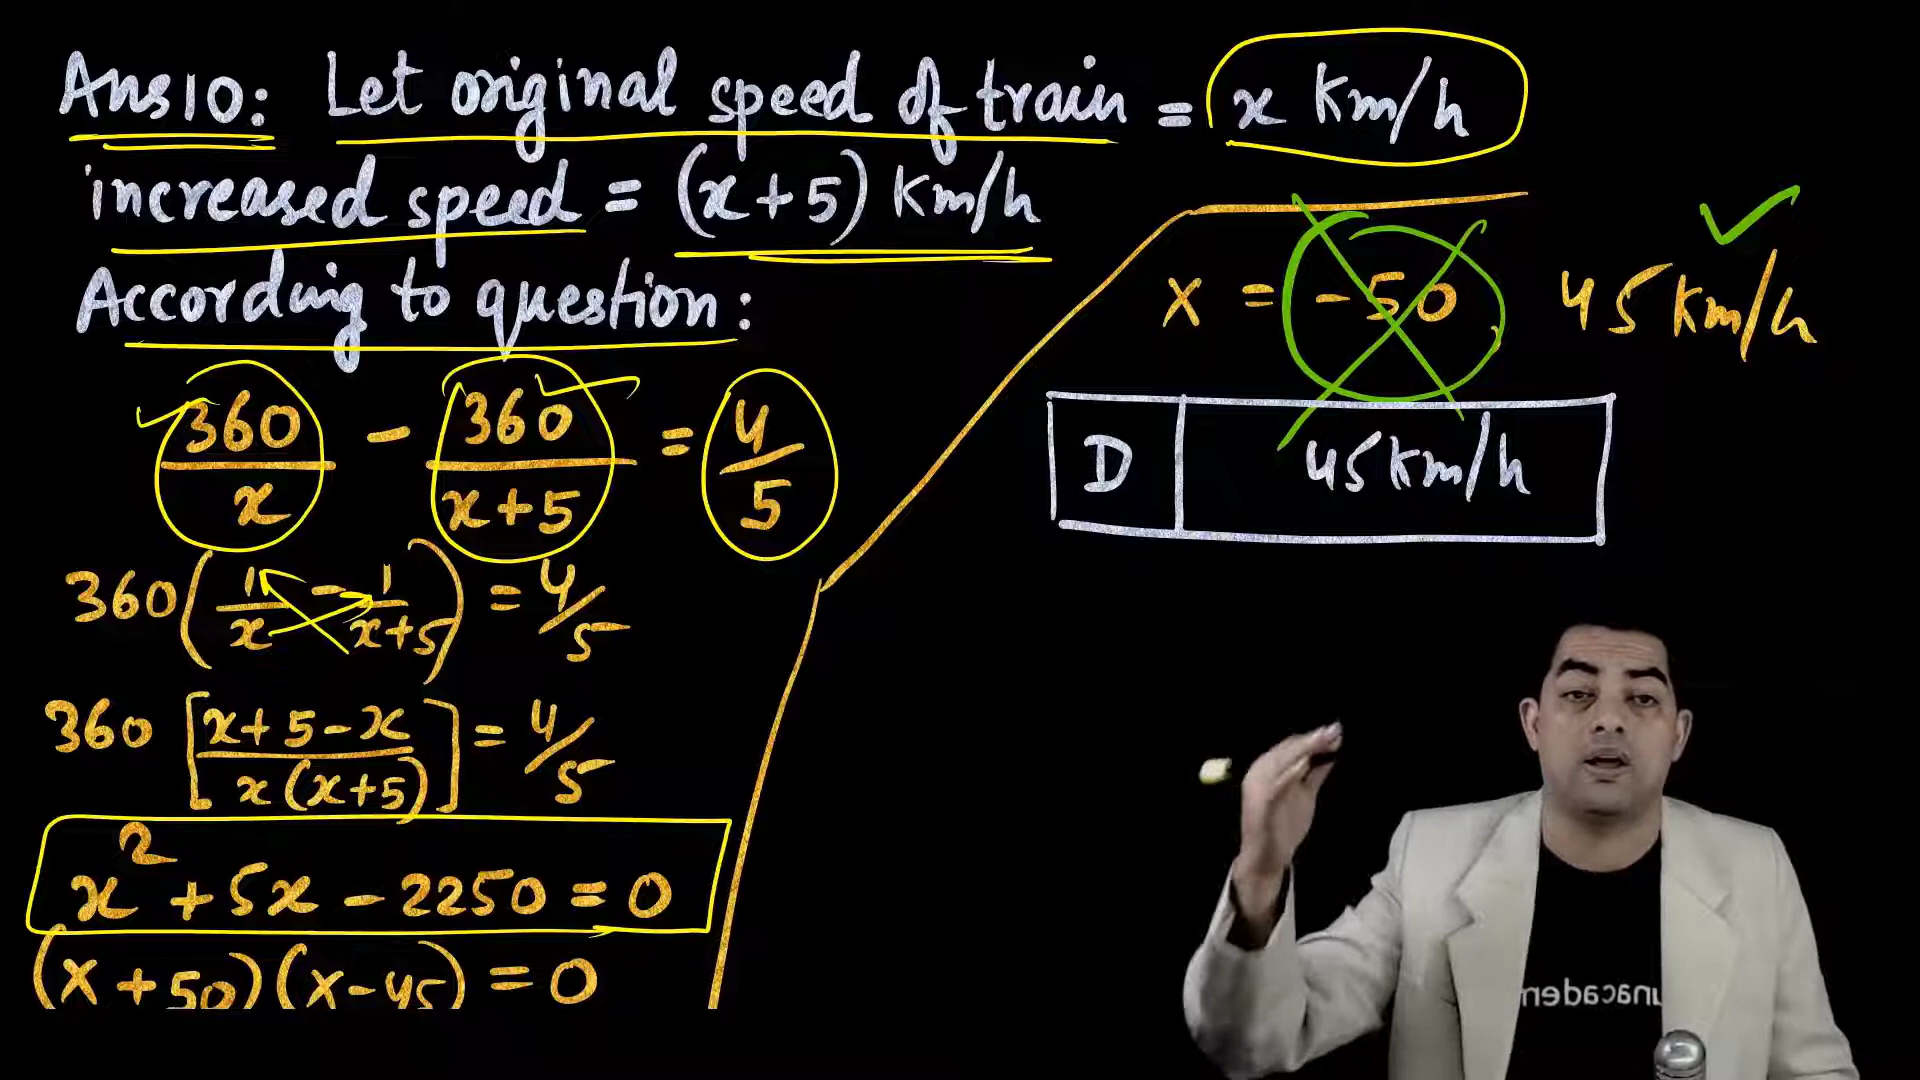 Ans10: Let original speed of train = x Km/h
increased speed = (x+5) Km/h
According to question:
360/x - 360/(x+5) = 4/5
360(1/x - 1/(x+5)) = 4/5
360 [x+5-x / x(x+5)] = 4/5
x² + 5x - 2250 = 0
(x+50)(x-45) = 0
x = -50 45 Km/h
D 45 Km/h
unacadem